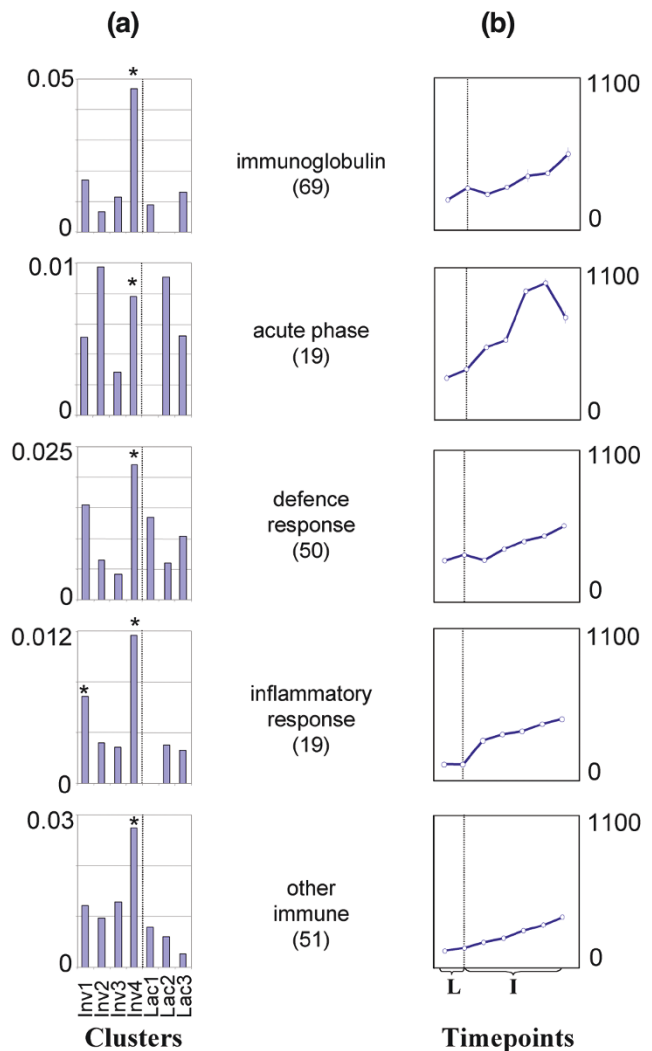 (a)
(b)
0.05
*
0
immunoglobulin
(69)
1100
0
0.01
*
0
acute phase
(19)
1100
0
0.025
*
0
defence
response
(50)
1100
0
0.012
*
*
0
inflammatory
response
(19)
1100
0
0.03
*
0
other
immune
(51)
1100
0
Inv1
Inv2
Inv3
Inv4
Lac1
Lac2
Lac3
L
I
Clusters
Timepoints